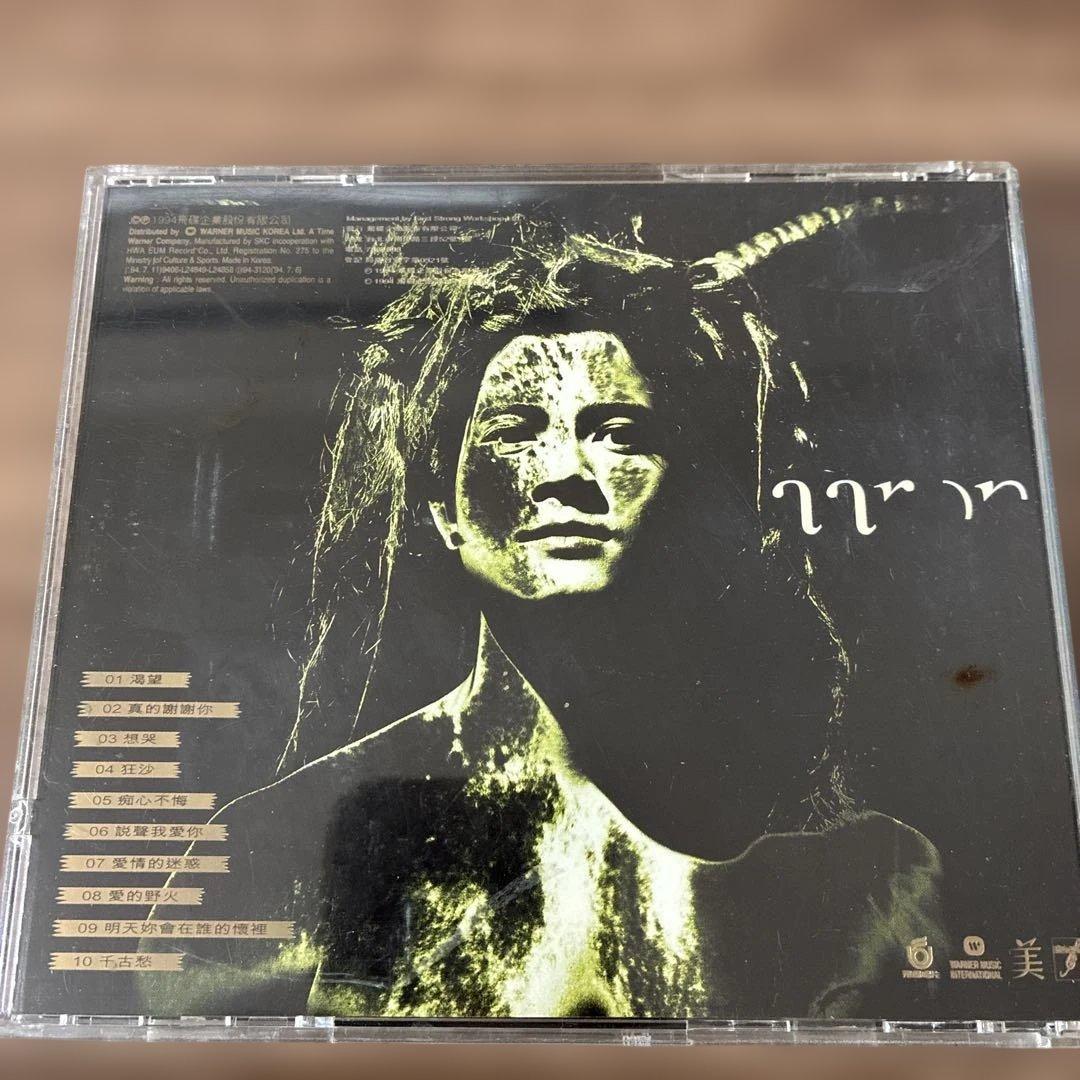 ©℗1994飛碟企業股份有限公司
Distributed by WARNER MUSIC KOREA Ltd. A Time
Warner Company. Manufactured by SKC incooperation with
HWA EUM Record Co., Ltd. Registration No. 275 to the
Ministry of Culture & Sports. Made in Korea.
Warning : All rights reserved. Unauthorized duplication is a
violation of applicable laws.
Management by Strong Workshop
01 渴望
02 真的謝謝你
03 想哭
04 狂沙
05 痴心不悔
06 說聲我愛你
07 愛情的迷惑
08 愛的野火
09 明天妳會在誰的懷裡
10 千古愁
WARNER MUSIC
INTERNATIONAL
美